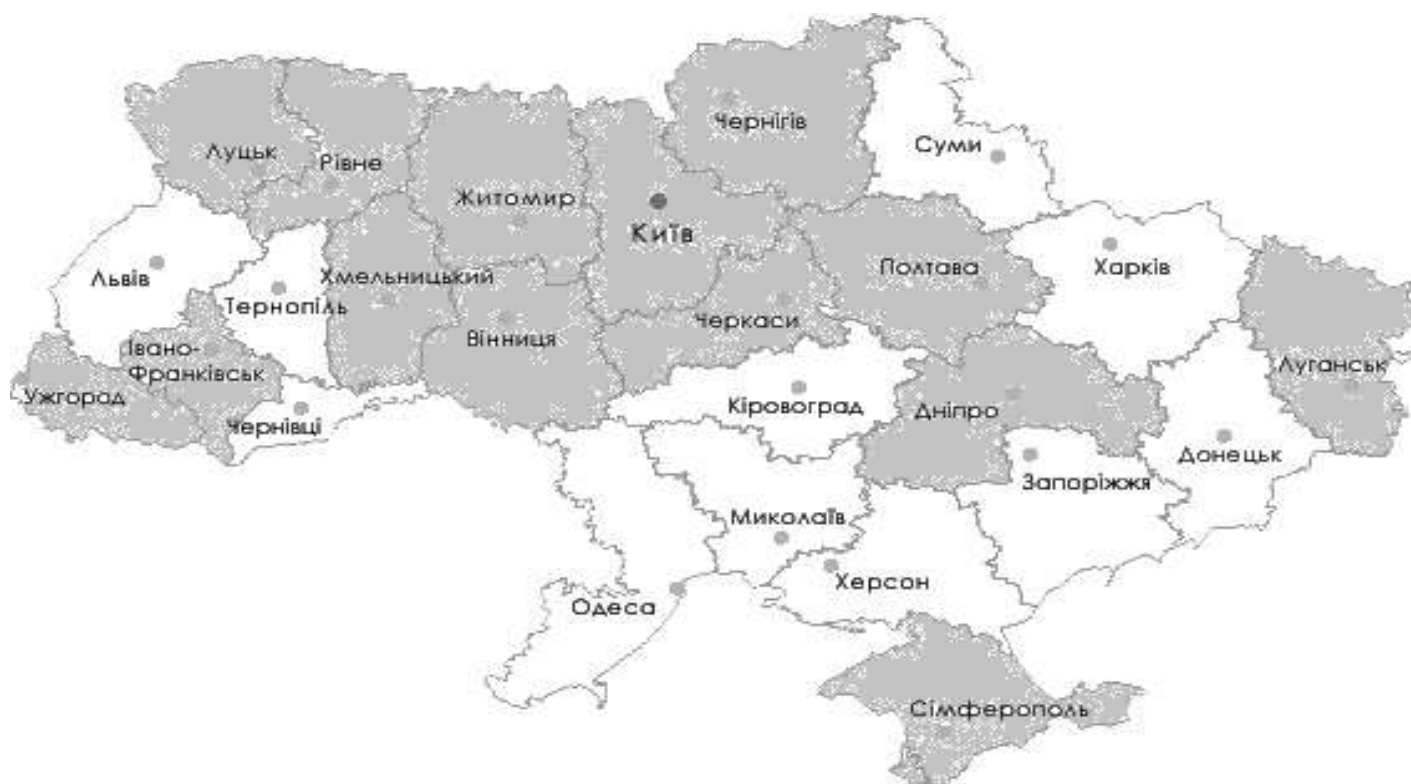 Чернігів
Суми
Луцьк
Рівне
Житомир
Київ
Львів
Тернопіль
Хмельницький
Полтава
Харків
Черкаси
Вінниця
Івано-
Франківськ
Ужгород
Луганськ
Чернівці
Кіровоград
Дніпро
Донецьк
Запоріжжя
Миколаїв
Херсон
Одеса
Сімферополь